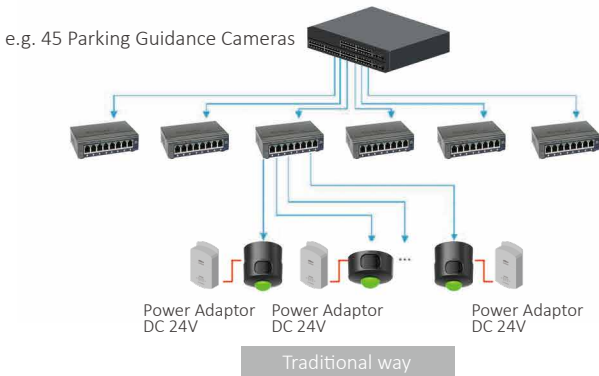 e.g. 45 Parking Guidance Cameras
...
Power Adaptor
DC 24V
Power Adaptor
DC 24V
Power Adaptor
DC 24V
Traditional way